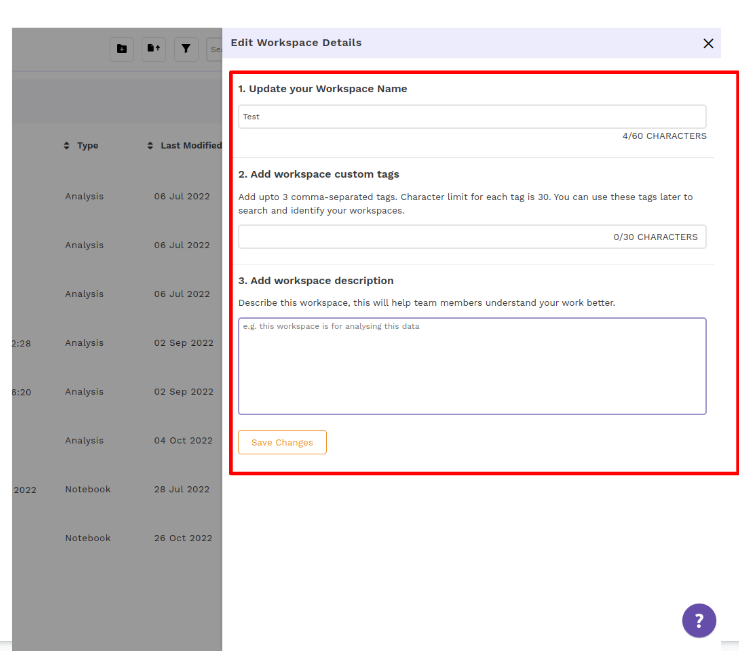 Sea
Edit Workspace Details
1. Update your Workspace Name
Test
4/60 CHARACTERS
2. Add workspace custom tags
Add upto 3 comma-separated tags. Character limit for each tag is 30. You can use these tags later to
search and identify your workspaces.
0/30 CHARACTERS
3. Add workspace description
Describe this workspace, this will help team members understand your work better.
e.g. this workspace is for analysing this data
Save Changes
?
Type Last Modified
Analysis 06 Jul 2022
Analysis 06 Jul 2022
Analysis 06 Jul 2022
2:28 Analysis 02 Sep 2022
6:20 Analysis 02 Sep 2022
Analysis 04 Oct 2022
2022 Notebook 28 Jul 2022
Notebook 26 Oct 2022